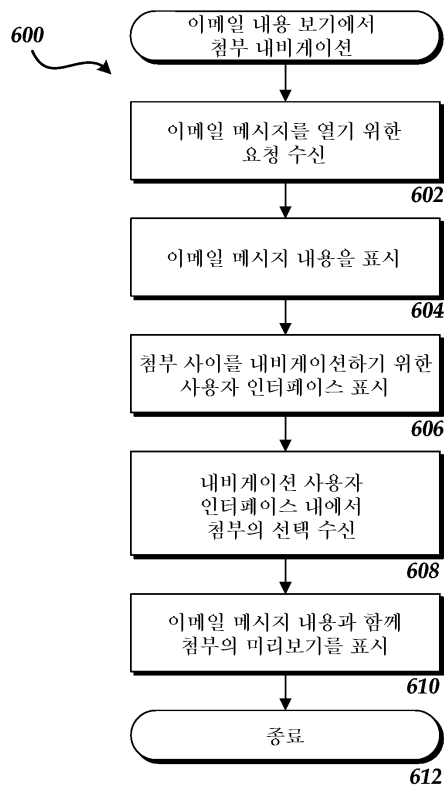 600
이메일 내용 보기에서
첨부 내비게이션
이메일 메시지를 열기 위한
요청 수신
602
이메일 메시지 내용을 표시
604
첨부 사이를 내비게이션하기 위한
사용자 인터페이스 표시
606
내비게이션 사용자
인터페이스 내에서
첨부의 선택 수신
608
이메일 메시지 내용과 함께
첨부의 미리보기를 표시
610
종료
612